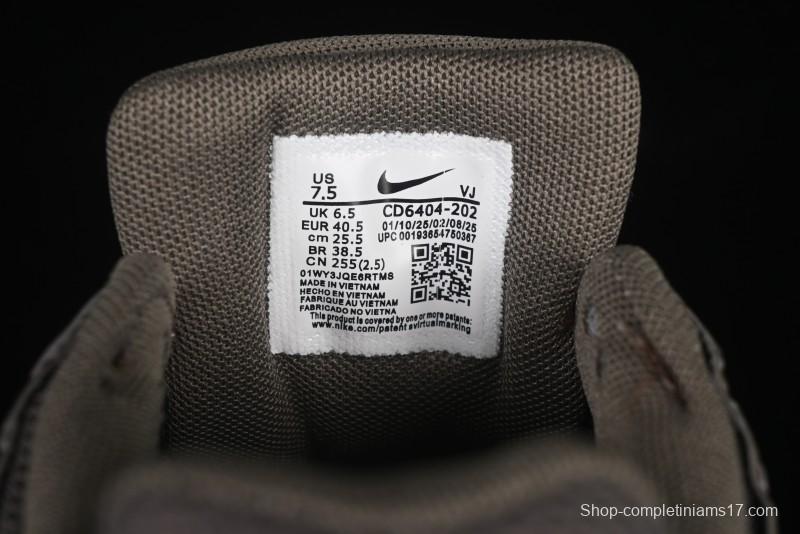 US
7.5
VJ
UK 6.5 CD6404-202
EUR 40.5 01/10/25/02/08/25
cm 25.5 UPC 00193654750367
BR 38.5
CN 255(2.5)
01WY3JQE6RTMS
MADE IN VIETNAM
HECHO EN VIETNAM
FABRIQUE AU VIETNAM
FABRICADO NO VIETNA
This product is covered by one or more patents:
www.nike.com/patent svirtualmarking
Shop-completiniams17.com